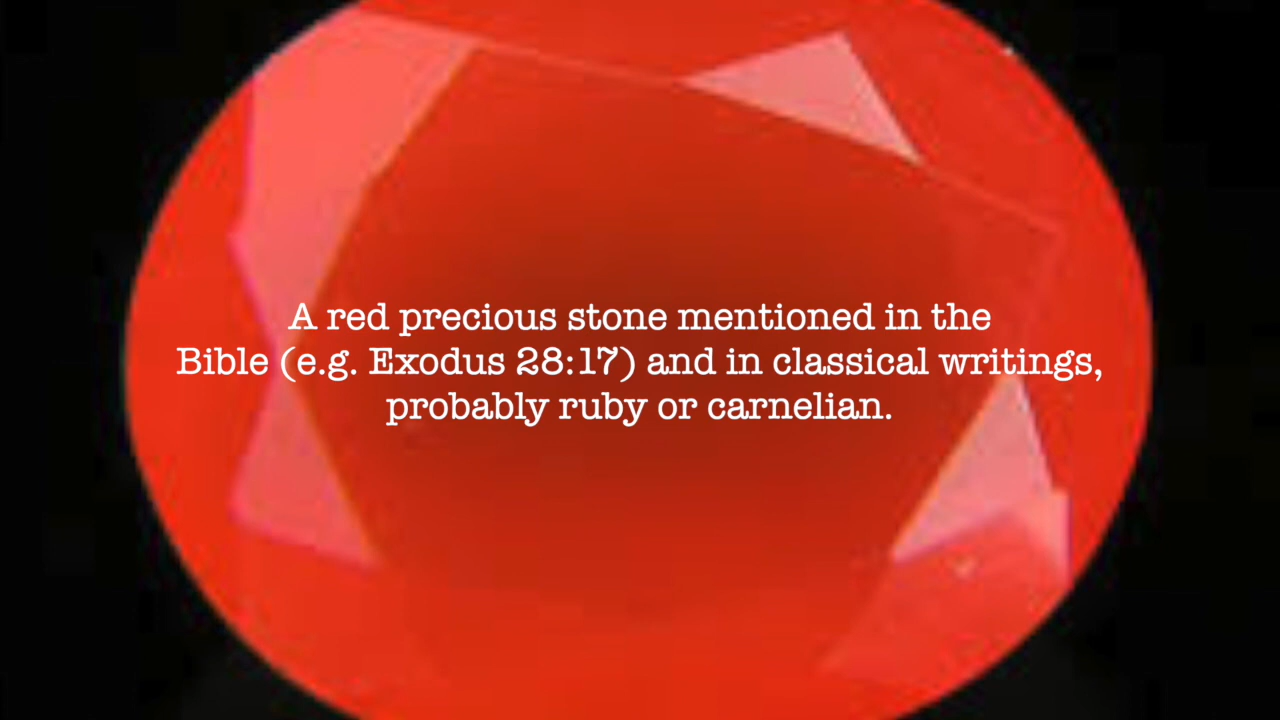 A red precious stone mentioned in the
Bible (e.g. Exodus 28:17) and in classical writings,
probably ruby or carnelian.